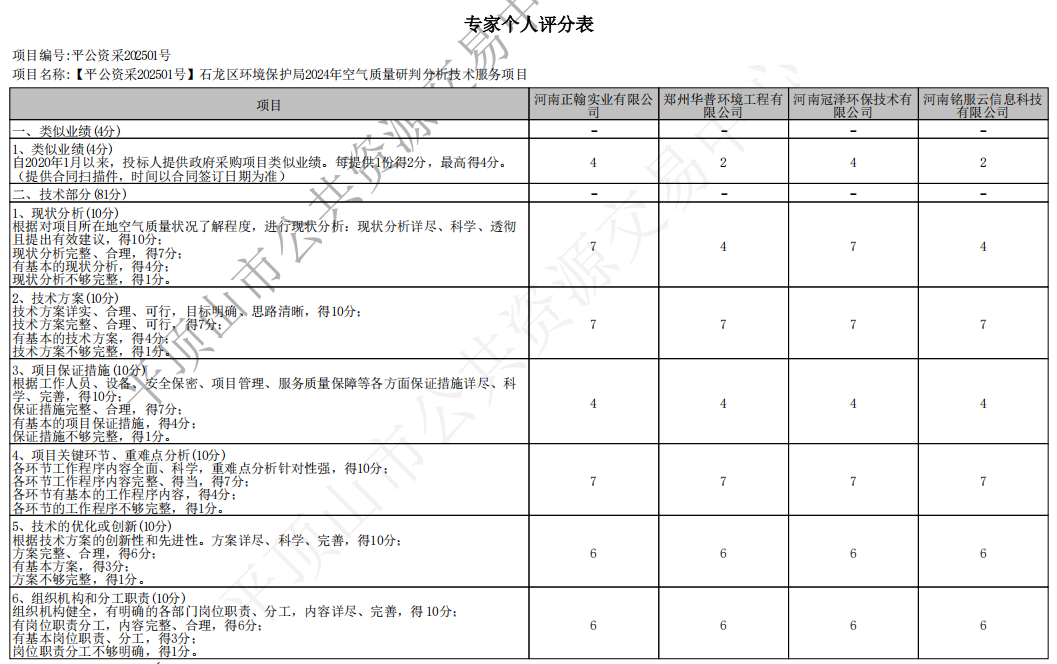 专家个人评分表
项目编号:平公资采202501号
项目名称:【平公资采202501号】石龙区环境保护局2024年空气质量研判分析技术服务项目
项目 河南正翰实业有限公司 郑州华普环境工程有限公司 河南冠泽环保技术有限公司 河南铭服云信息科技有限公司
一、类似业绩(4分) - - - -
1、类似业绩(4分)
自2020年1月以来，投标人提供政府采购项目类似业绩。每提供1份得2分，最高得4分。
（提供合同扫描件，时间以合同签订日期为准）
4 2 4 2
二、技术部分(81分) - - - -
1、现状分析(10分)
根据对项目所在地空气质量状况了解程度，进行现状分析：现状分析详尽、科学、透彻
且提出有效建议，得10分；
现状分析完整、合理，得7分；
有基本的现状分析，得4分；
现状分析不够完整，得1分。
7 4 7 4
2、技术方案(10分)
技术方案详实、合理、可行，目标明确、思路清晰，得10分；
技术方案完整、合理、可行，得7分；
有基本的技术方案，得4分；
技术方案不够完整，得1分。
7 7 7 7
3、项目保证措施(10分)
根据工作人员、设备、安全保密、项目管理、服务质量保障等各方面保证措施详尽、科
学、完善，得10分；
保证措施完整、合理，得7分；
有基本的项目保证措施，得4分；
保证措施不够完整，得1分。
4 4 4 4
4、项目关键环节、重难点分析(10分)
各环节工作程序内容全面、科学，重难点分析针对性强，得10分；
各环节工作程序内容完整、得当，得7分；
各环节有基本的工作程序内容，得4分；
各环节的工作程序不够完整，得1分。
7 7 7 7
5、技术的优化或创新(10分)
根据技术方案的创新性和先进性。方案详尽、科学、完善，得10分；
方案完整、合理，得6分；
有基本方案，得3分；
方案不够完整，得1分。
6 6 6 6
6、组织机构和分工职责(10分)
组织机构健全，有明确的各部门岗位职责、分工，内容详尽、完善，得 10分；
有岗位职责分工，内容完整、合理，得6分；
有基本岗位职责、分工，得3分；
岗位职责分工不够明确，得1分。
6 6 6 6
平顶山市公共资源交易中
平顶山市公共资源交易中心